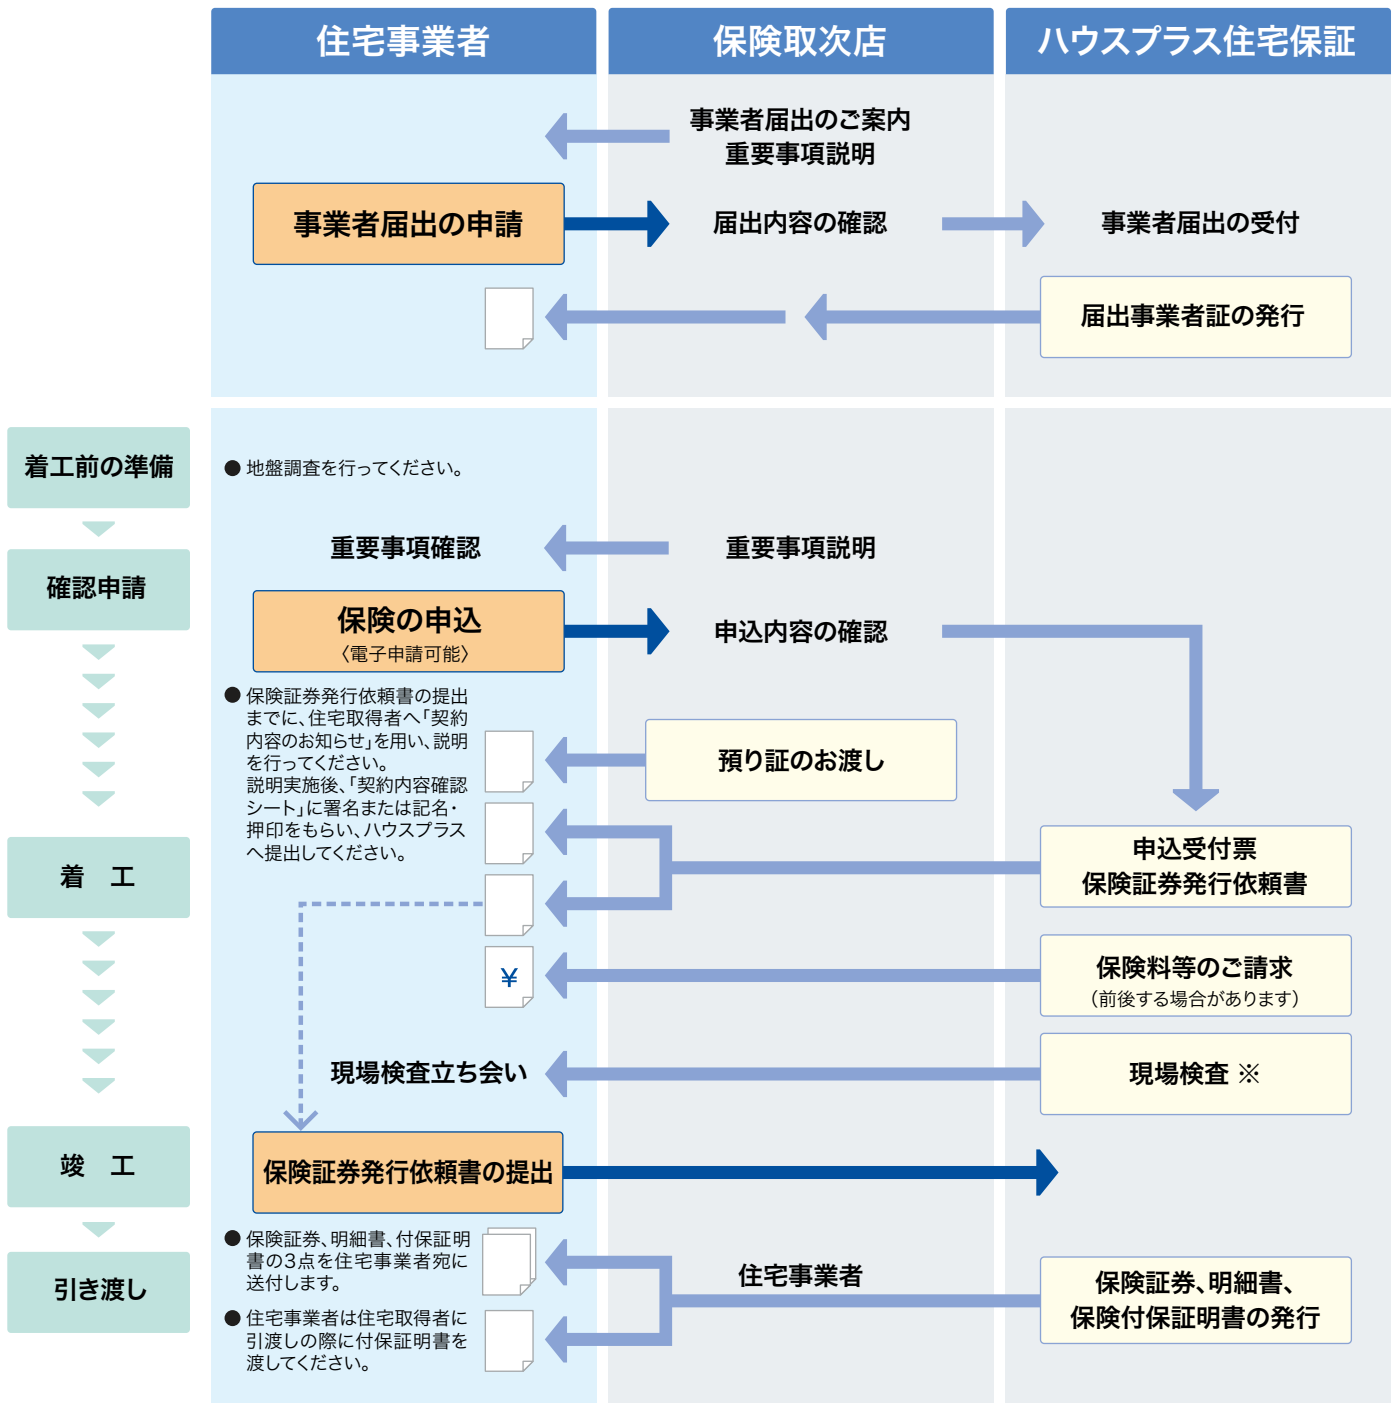 住宅事業者
保険取次店
ハウスプラス住宅保証
事業者届出のご案内
重要事項説明
事業者届出の申請
届出内容の確認
事業者届出の受付
届出事業者証の発行
着工前の準備
● 地盤調査を行ってください。
重要事項確認
重要事項説明
確認申請
保険の申込
〈電子申請可能〉
申込内容の確認
● 保険証券発行依頼書の提出
までに、住宅取得者へ「契約
内容のお知らせ」を用い、説明
を行ってください。
説明実施後、「契約内容確認
シート」に署名または記名・
押印をもらい、ハウスプラス
へ提出してください。
預り証のお渡し
着　工
申込受付票
保険証券発行依頼書
¥
保険料等のご請求
（前後する場合があります）
現場検査立ち会い
現場検査 ※
竣　工
保険証券発行依頼書の提出
● 保険証券、明細書、付保証明
書の3点を住宅事業者宛に
送付します。
引き渡し
住宅事業者
保険証券、明細書、
保険付保証明書の発行
● 住宅事業者は住宅取得者に
引渡しの際に付保証明書を
渡してください。